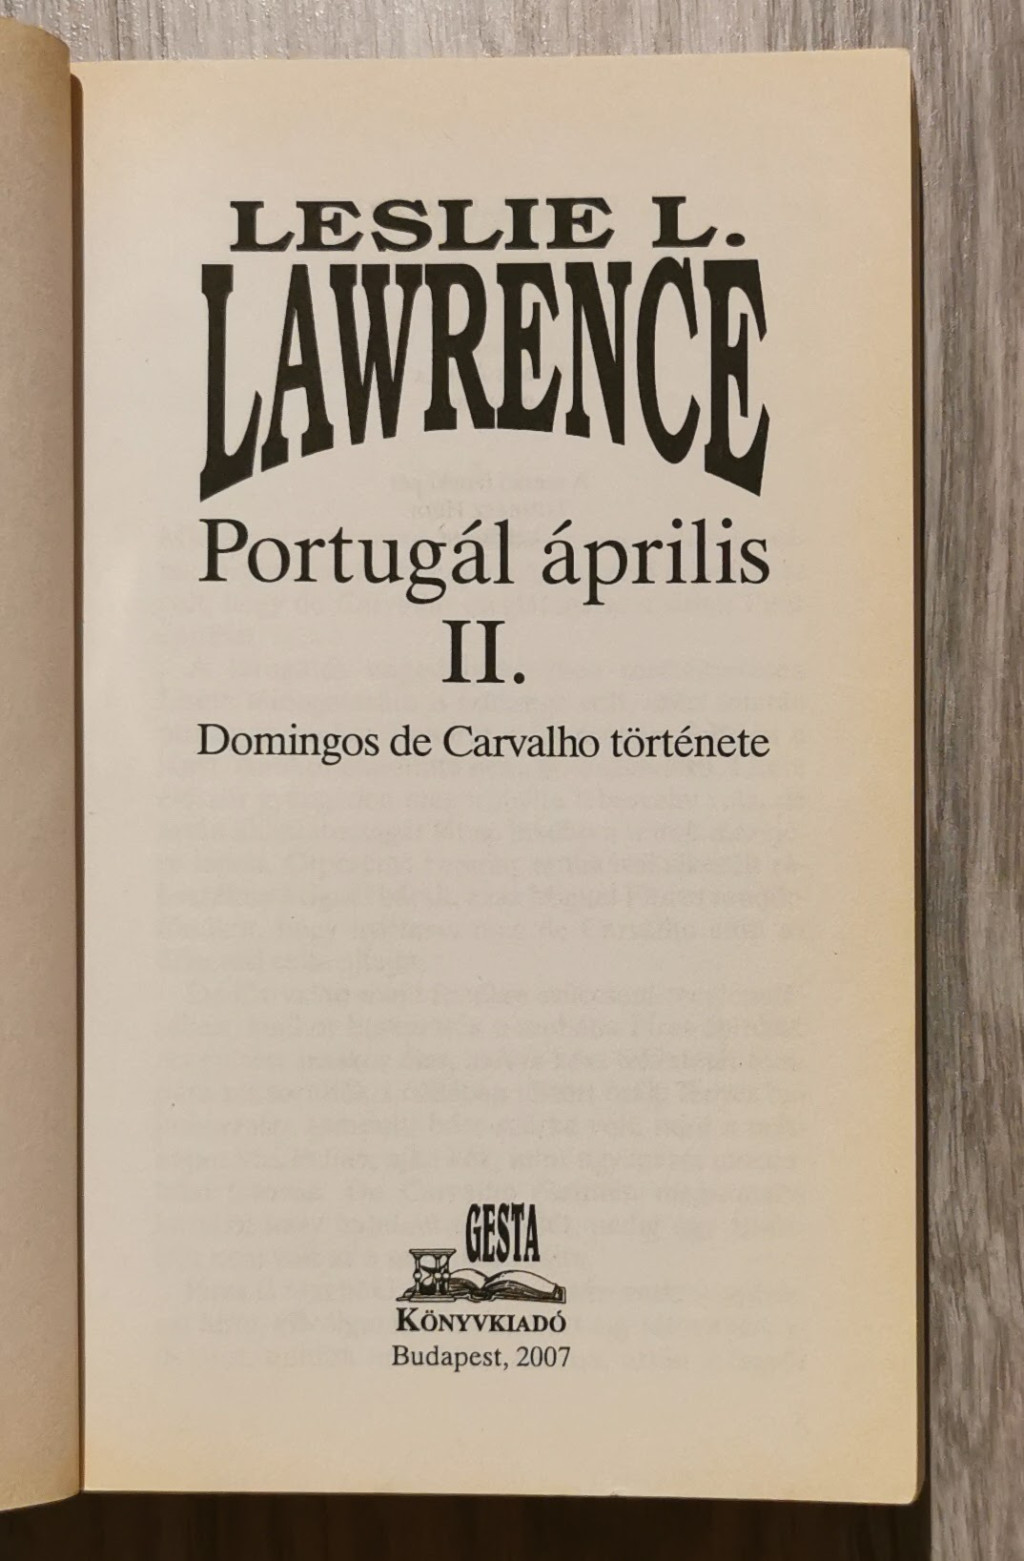 LESLIE L.
LAWRENCE
Portugál április
II.
Domingos de Carvalho története
GESTA
KÖNYVKIADÓ
Budapest, 2007